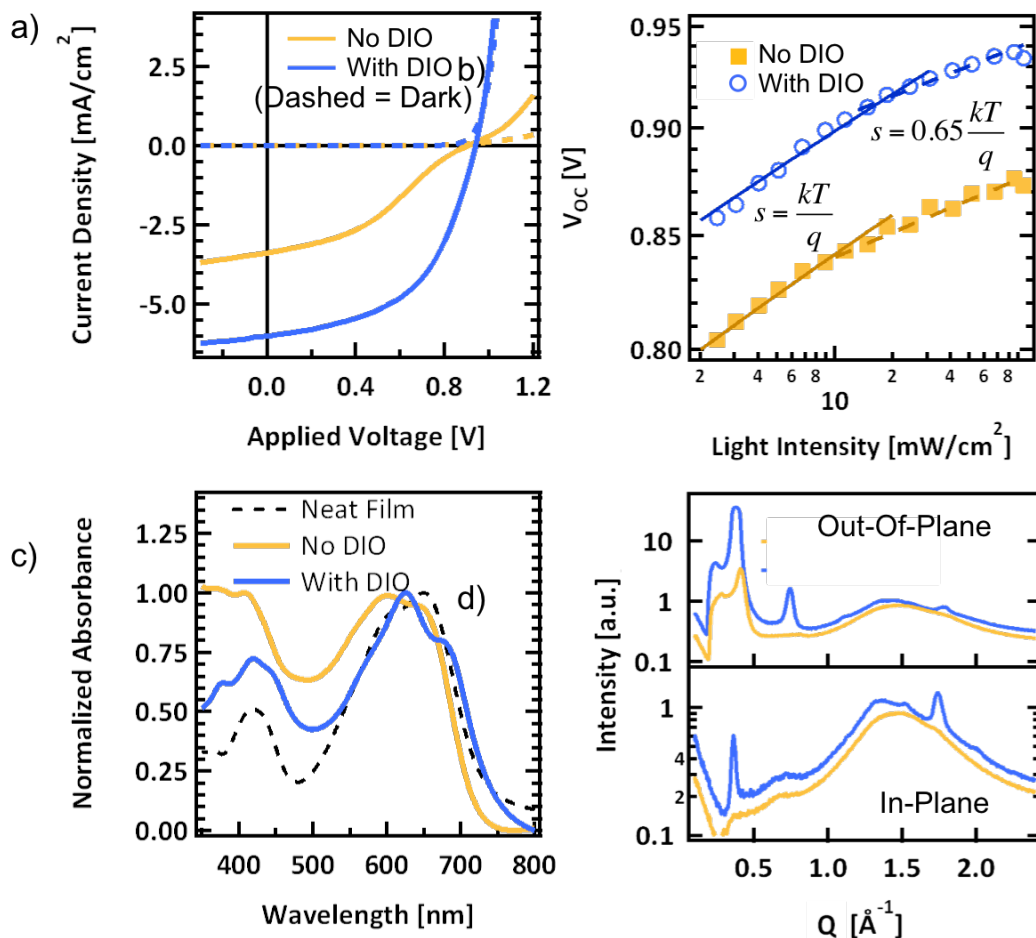 a)
Current Density [mA/cm²]
2.5
0.0
-2.5
-5.0
No DIO
With DIO
(Dashed = Dark)
0.0 0.4 0.8 1.2
Applied Voltage [V]
b)
V_OC [V]
0.95
0.90
0.85
0.80
No DIO
With DIO
s = 0.65 kT/q
s = kT/q
2 4 6 8 2 4 6 8
10
Light Intensity [mW/cm²]
c)
Normalized Absorbance
1.25
1.00
0.75
0.50
0.25
0.00
Neat Film
No DIO
With DIO
400 500 600 700 800
Wavelength [nm]
d)
Intensity [a.u.]
10
1
0.1
Out-Of-Plane
1
4
2
0.1
In-Plane
0.5 1.0 1.5 2.0
Q [Å⁻¹]